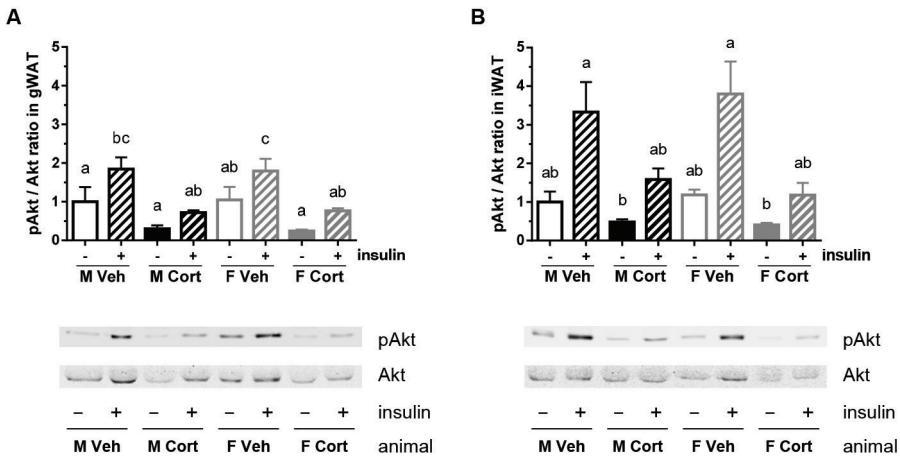 A
pAkt / Akt ratio in gWAT
5
4
3
2
1
0
a
bc
a
ab
ab
c
a
ab
- + - + - + - + insulin
M Veh M Cort F Veh F Cort
pAkt
Akt
− + − + − + − + insulin
M Veh M Cort F Veh F Cort animal
B
pAkt / Akt ratio in iWAT
5
4
3
2
1
0
ab
a
b
ab
ab
a
b
ab
- + - + - + - + insulin
M Veh M Cort F Veh F Cort
pAkt
Akt
− + − + − + − + insulin
M Veh M Cort F Veh F Cort animal